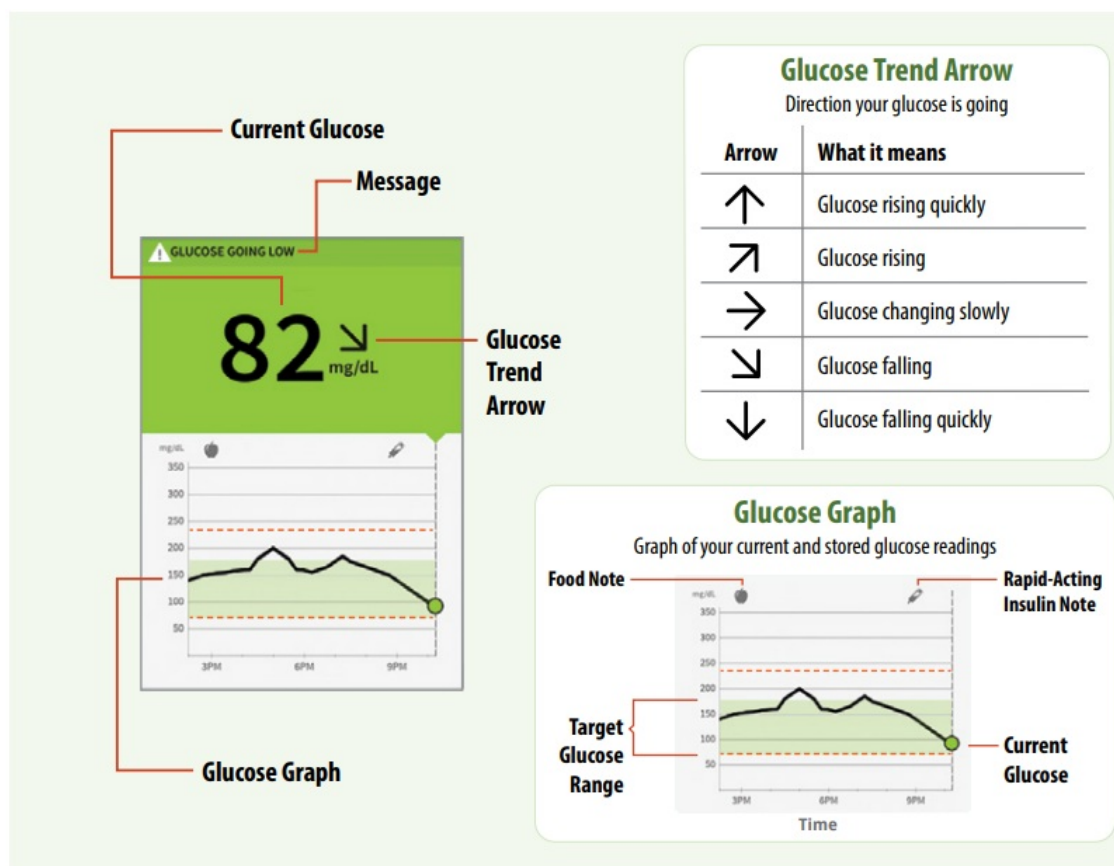 Current Glucose
Message
GLUCOSE GOING LOW
82
mg/dL
Glucose
Trend
Arrow
mg/dL
350
300
250
200
150
100
50
3PM
6PM
9PM
Glucose Graph
Glucose Trend Arrow
Direction your glucose is going
Arrow What it means
Glucose rising quickly
Glucose rising
Glucose changing slowly
Glucose falling
Glucose falling quickly
Glucose Graph
Graph of your current and stored glucose readings
Food Note
Rapid-Acting
Insulin Note
mg/dL
350
300
250
200
150
100
50
Target
Glucose
Range
Current
Glucose
3PM
6PM
9PM
Time